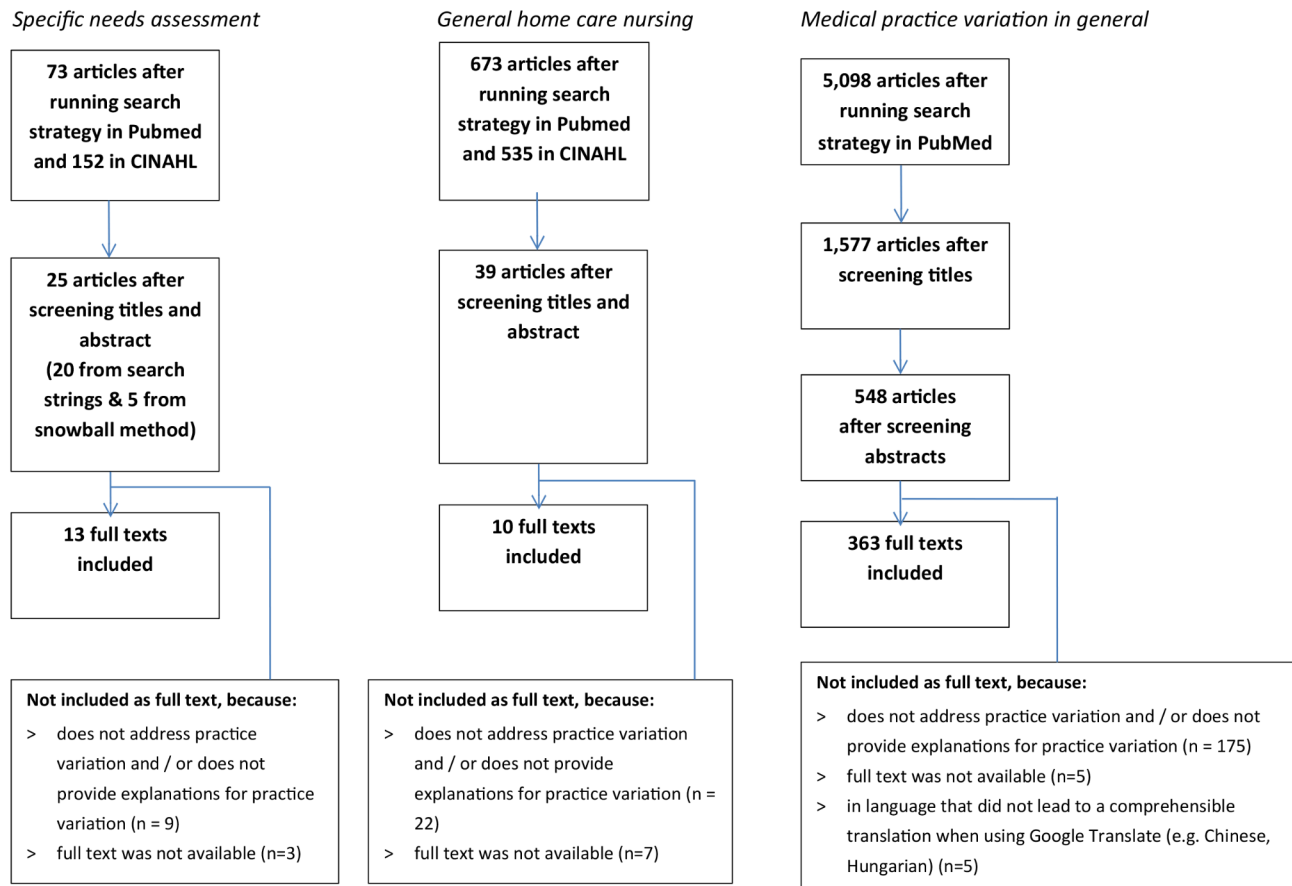 Specific needs assessment
73 articles after
running search
strategy in Pubmed
and 152 in CINAHL
25 articles after
screening titles and
abstract
(20 from search
strings & 5 from
snowball method)
13 full texts
included
Not included as full text, because:
> does not address practice
variation and / or does not
provide explanations for practice
variation (n = 9)
> full text was not available (n=3)
General home care nursing
673 articles after
running search
strategy in Pubmed
and 535 in CINAHL
39 articles after
screening titles and
abstract
10 full texts
included
Not included as full text, because:
> does not address practice variation
and / or does not provide
explanations for practice variation (n =
22)
> full text was not available (n=7)
Medical practice variation in general
5,098 articles after
running search
strategy in PubMed
1,577 articles after
screening titles
548 articles
after screening
abstracts
363 full texts
included
Not included as full text, because:
> does not address practice variation and / or does not
provide explanations for practice variation (n = 175)
> full text was not available (n=5)
> in language that did not lead to a comprehensible
translation when using Google Translate (e.g. Chinese,
Hungarian) (n=5)